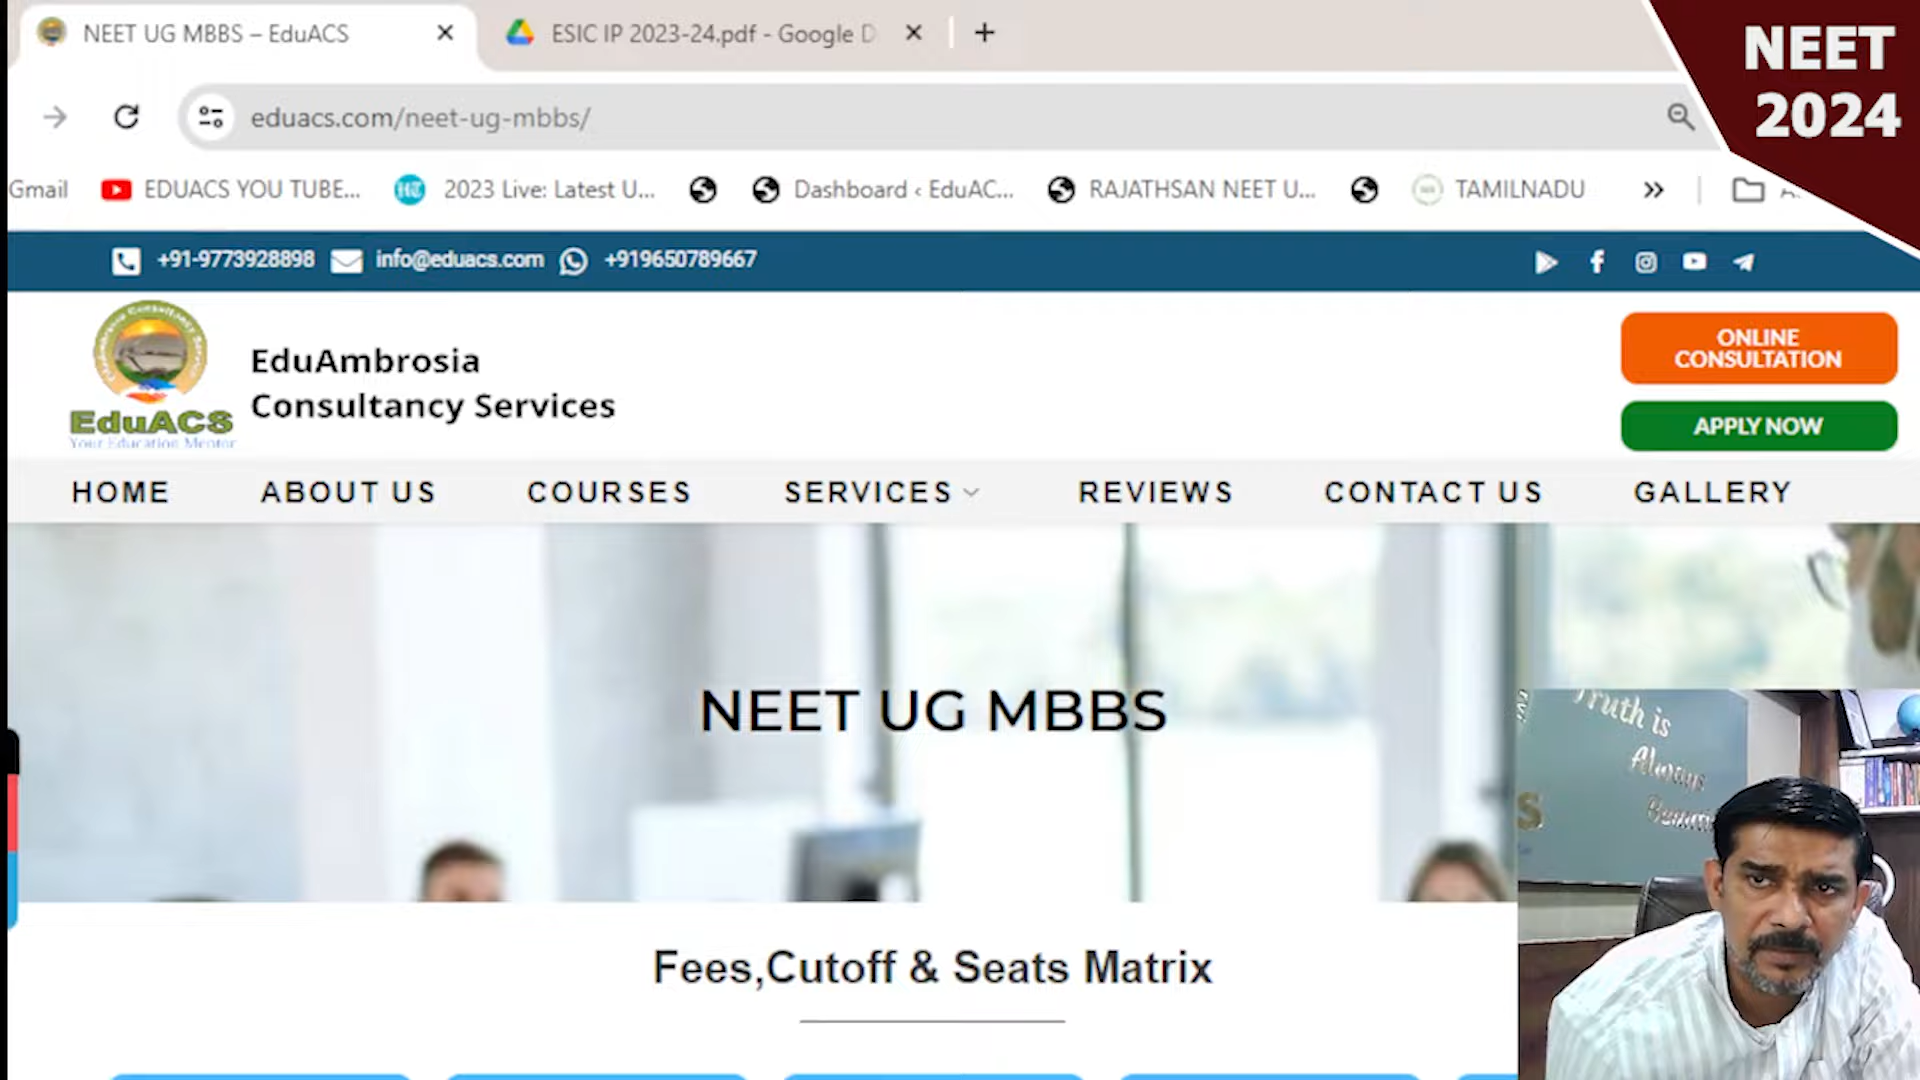 NEET UG MBBS – EduACS
ESIC IP 2023-24.pdf - Google D
NEET
2024
eduacs.com/neet-ug-mbbs/
Gmail
EDUACS YOU TUBE...
2023 Live: Latest U...
Dashboard ‹ EduAC...
RAJATHSAN NEET U...
TAMILNADU
+91-9773928898
info@eduacs.com
+919650789667
EduACS
Your Education Mentor
EduAmbrosia
Consultancy Services
ONLINE
CONSULTATION
APPLY NOW
HOME
ABOUT US
COURSES
SERVICES
REVIEWS
CONTACT US
GALLERY
NEET UG MBBS
Truth is
Always
Fees,Cutoff & Seats Matrix